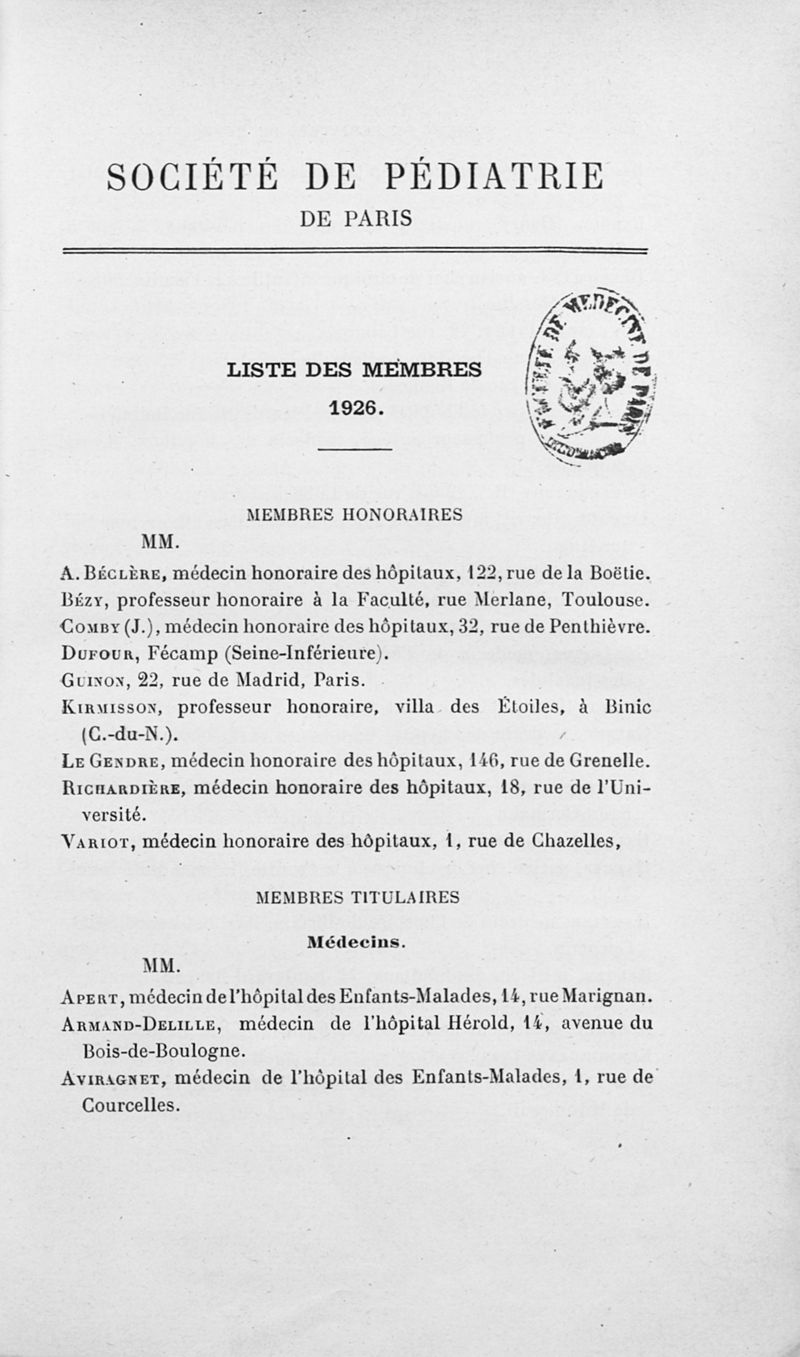 SOCIÉTÉ DE PÉDIATRIE
DE PARIS
LISTE DES MEMBRES
1926.
MEMBRES HONORAIRES
MM.
A. BÉCLÈRE, médecin honoraire des hôpitaux, 122, rue de la Boëtie.
BÉZY, professeur honoraire à la Faculté, rue Merlane, Toulouse.
COMBY (J.), médecin honoraire des hôpitaux, 32, rue de Penthièvre.
DUFOUR, Fécamp (Seine-Inférieure).
GUINON, 22, rue de Madrid, Paris.
KIRMISSON, professeur honoraire, villa des Étoiles, à Binic
(C.-du-N.).
LE GENDRE, médecin honoraire des hôpitaux, 146, rue de Grenelle.
RICHARDIÈRE, médecin honoraire des hôpitaux, 18, rue de l'Uni-
versité.
VARIOT, médecin honoraire des hôpitaux, 1, rue de Chazelles,
MEMBRES TITULAIRES
Médecins.
MM.
APERT, médecin de l'hôpital des Enfants-Malades, 14, rue Marignan.
ARMAND-DELILLE, médecin de l'hôpital Hérold, 14, avenue du
Bois-de-Boulogne.
AVIRAGNET, médecin de l'hôpital des Enfants-Malades, 1, rue de
Courcelles.
DE MEDECINE DE PARIS